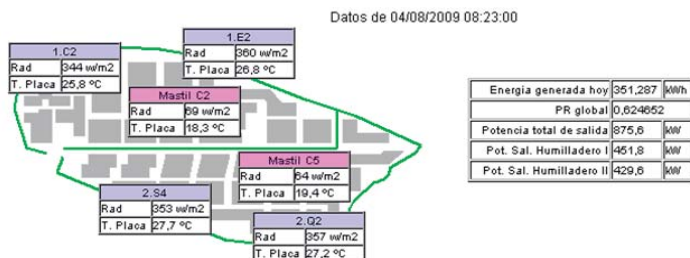 Datos de 04/08/2009 08:23:00
1.E2
Rad 360 w/m2
T. Placa 26,8 ºC
1.C2
Rad 344 w/m2
T. Placa 25,8 ºC
Mastil C2
Rad 69 w/m2
T. Placa 18,3 ºC
Mastil C5
Rad 64 w/m2
T. Placa 19,4 ºC
2.S4
Rad 353 w/m2
T. Placa 27,7 ºC
2.Q2
Rad 357 w/m2
T. Placa 27,2 ºC
Energia generada hoy 351,287 kWh
PR global 0,624652
Potencia total de salida 875,6 kW
Pot. Sal. Humilladero I 451,8 kW
Pot. Sal. Humilladero II 429,6 kW